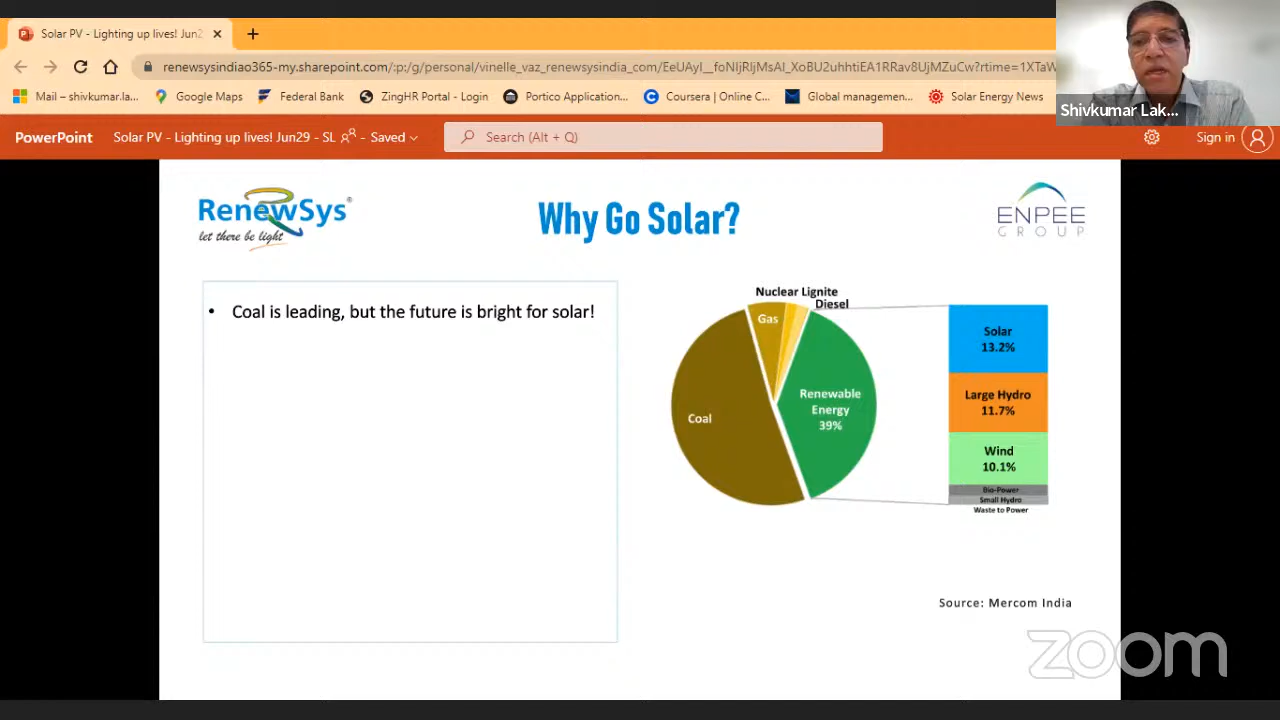 Solar PV - Lighting up lives! Jun2
renewsysindiao365-my.sharepoint.com/:p:/g/personal/vinelle_vaz_renewsysindia_com/
Mail – shivkumar.la... Google Maps Federal Bank ZingHR Portal - Login Portico Application... Coursera | Online C... Global managemen... Solar Energy News
Shivkumar Lak...
PowerPoint Solar PV - Lighting up lives! Jun29 - SL - Saved Search (Alt + Q) Sign in
RenewSys®
let there be light
Why Go Solar?
ENPEE
GROUP
• Coal is leading, but the future is bright for solar!
Nuclear Lignite
Diesel
Gas
Coal
Renewable
Energy
39%
Solar
13.2%
Large Hydro
11.7%
Wind
10.1%
Bio-Power
Small Hydro
Waste to Power
Source: Mercom India
zoom